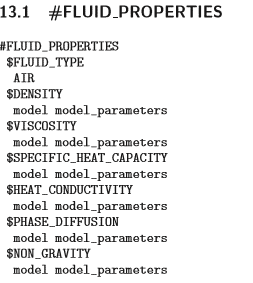 13.1 #FLUID_PROPERTIES
#FLUID_PROPERTIES
$FLUID_TYPE
AIR
$DENSITY
model model_parameters
$VISCOSITY
model model_parameters
$SPECIFIC_HEAT_CAPACITY
model model_parameters
$HEAT_CONDUCTIVITY
model model_parameters
$PHASE_DIFFUSION
model model_parameters
$NON_GRAVITY
model model_parameters